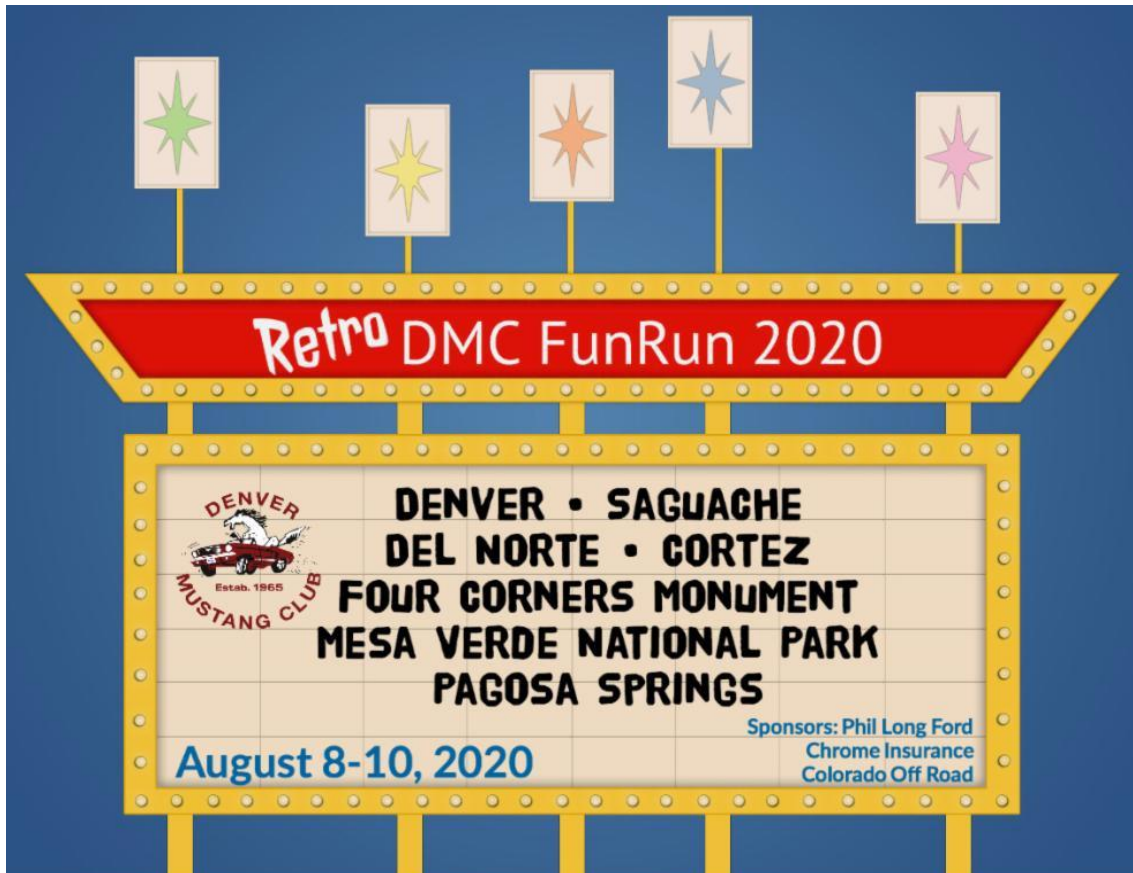 Retro DMC FunRun 2020
DENVER
Estab. 1965
MUSTANG CLUB
DENVER • SAGUACHE
DEL NORTE • CORTEZ
FOUR CORNERS MONUMENT
MESA VERDE NATIONAL PARK
PAGOSA SPRINGS
August 8-10, 2020
Sponsors: Phil Long Ford
Chrome Insurance
Colorado Off Road